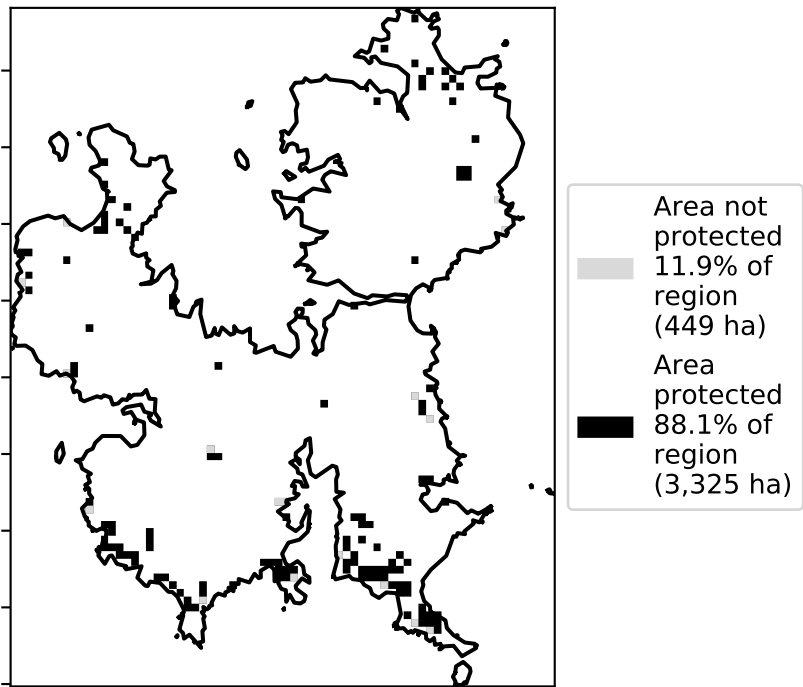 Area not
protected
11.9% of
region
(449 ha)
Area
protected
88.1% of
region
(3,325 ha)